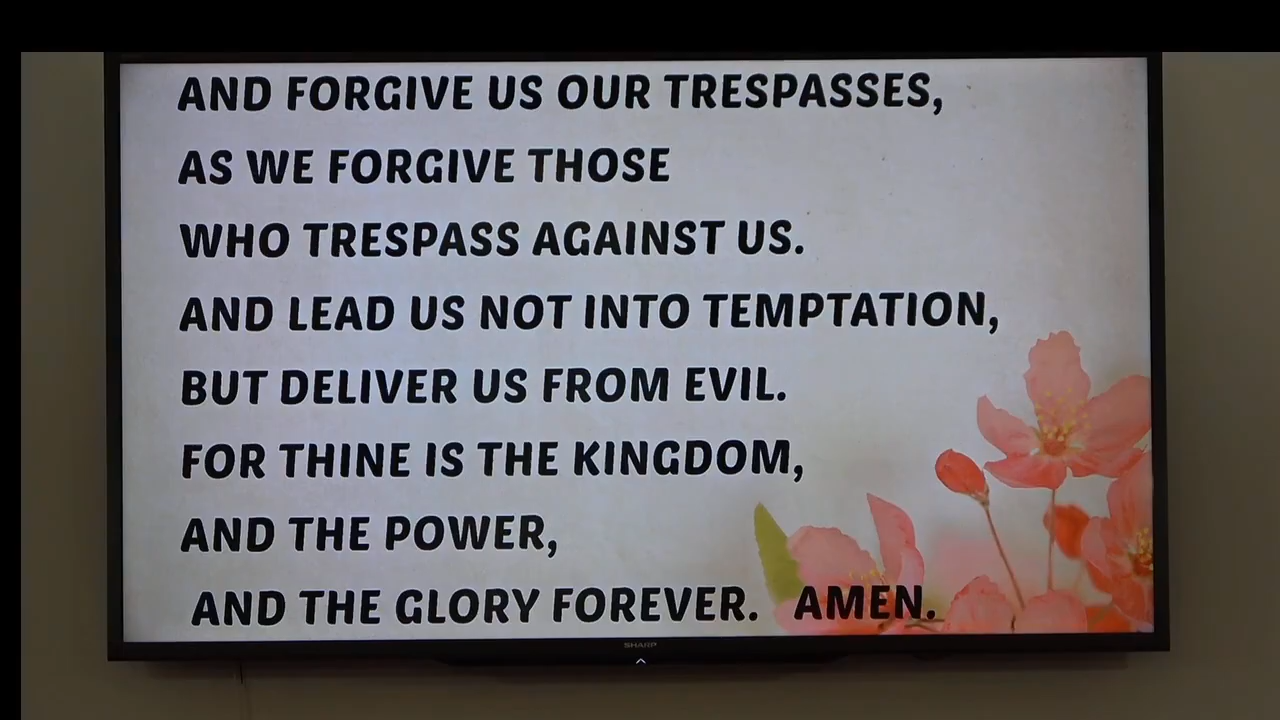 AND FORGIVE US OUR TRESPASSES,
AS WE FORGIVE THOSE
WHO TRESPASS AGAINST US.
AND LEAD US NOT INTO TEMPTATION,
BUT DELIVER US FROM EVIL.
FOR THINE IS THE KINGDOM,
AND THE POWER,
AND THE GLORY FOREVER. AMEN.
SHARP